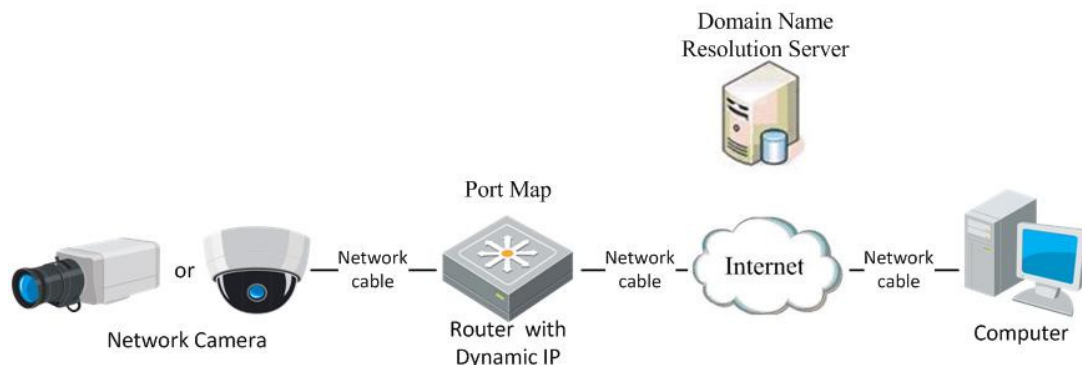 Domain Name
Resolution Server
Port Map
or
Network
cable
Network
cable
Internet
Network
cable
Network Camera
Router with
Dynamic IP
Computer